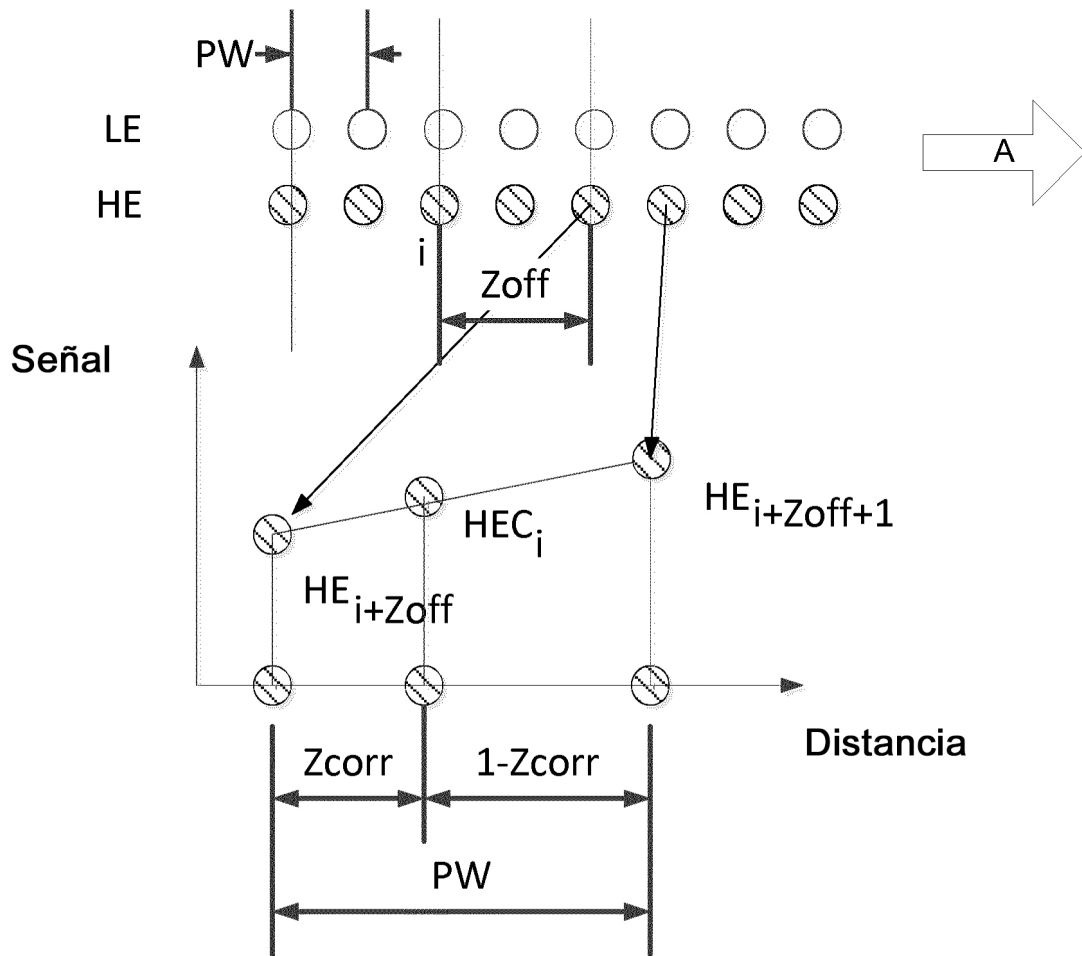 PW
LE
A
HE
i
Zoff
Señal
HE i+Zoff+1
HEC i
HE i+Zoff
Distancia
Zcorr
1-Zcorr
PW